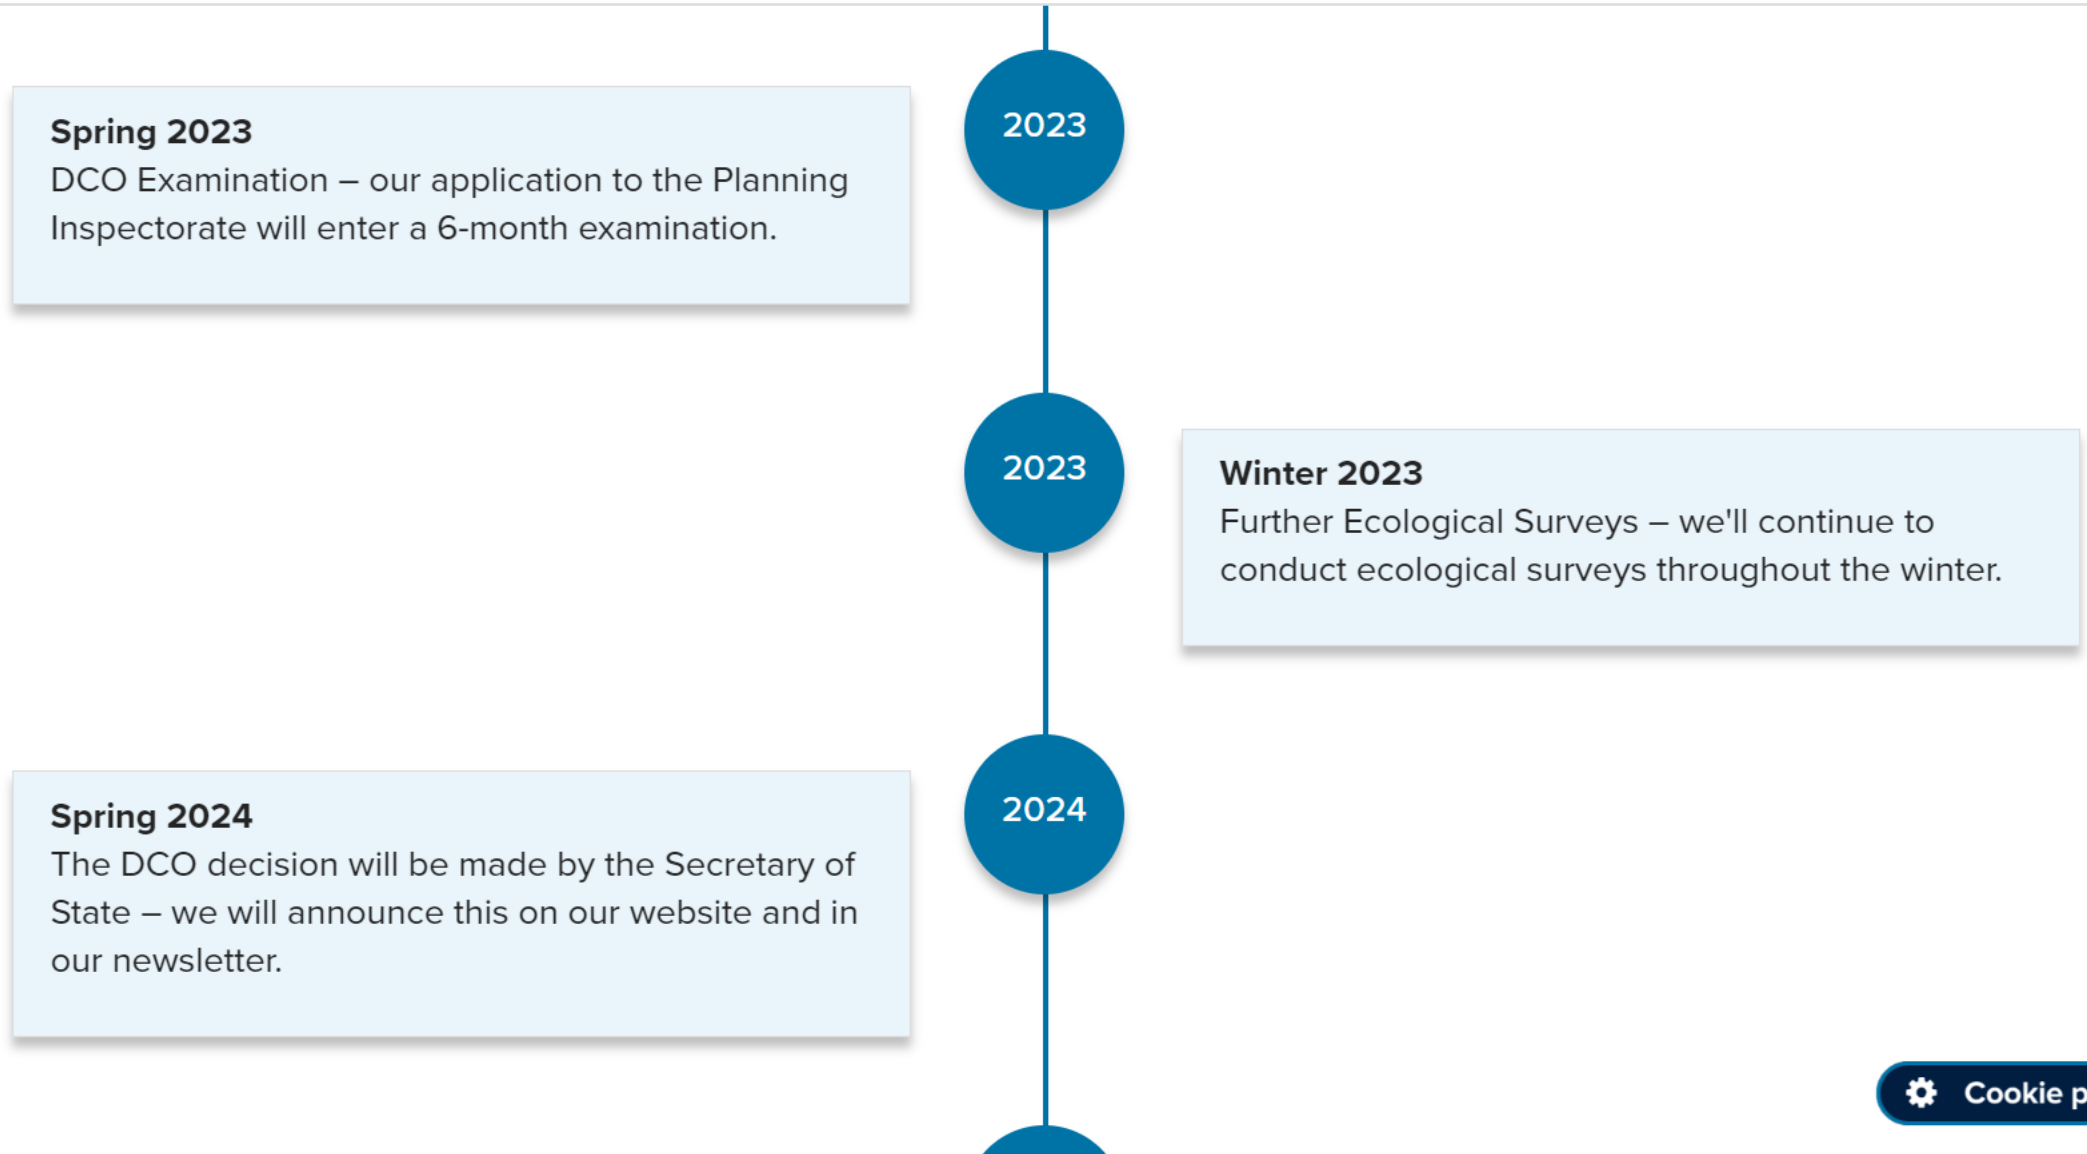 2023
Spring 2023
DCO Examination – our application to the Planning
Inspectorate will enter a 6-month examination.
2023
Winter 2023
Further Ecological Surveys – we'll continue to
conduct ecological surveys throughout the winter.
2024
Spring 2024
The DCO decision will be made by the Secretary of
State – we will announce this on our website and in
our newsletter.
Cookie p